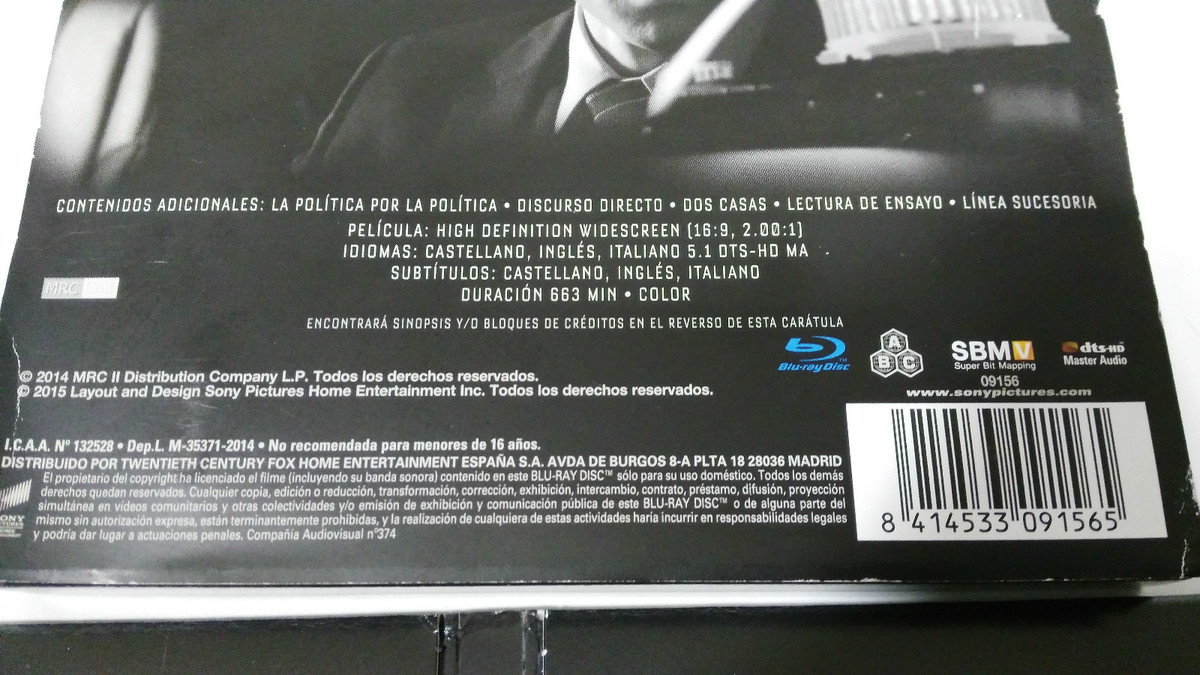 CONTENIDOS ADICIONALES: LA POLÍTICA POR LA POLÍTICA • DISCURSO DIRECTO • DOS CASAS • LECTURA DE ENSAYO • LÍNEA SUCESORIA
PELÍCULA: HIGH DEFINITION WIDESCREEN (16:9, 2.00:1)
IDIOMAS: CASTELLANO, INGLÉS, ITALIANO 5.1 DTS-HD MA
SUBTÍTULOS: CASTELLANO, INGLÉS, ITALIANO
MRC
DURACIÓN 663 MIN • COLOR
ENCONTRARÁ SINOPSIS Y/O BLOQUES DE CRÉDITOS EN EL REVERSO DE ESTA CARÁTULA
Blu-ray Disc™
A B C
SBMV
Super Bit Mapping
dts-HD
Master Audio
09156
www.sonypictures.com
© 2014 MRC II Distribution Company L.P. Todos los derechos reservados.
© 2015 Layout and Design Sony Pictures Home Entertainment Inc. Todos los derechos reservados.
I.C.A.A. Nº 132528 • Dep.L. M-35371-2014 • No recomendada para menores de 16 años.
DISTRIBUIDO POR TWENTIETH CENTURY FOX HOME ENTERTAINMENT ESPAÑA S.A. AVDA DE BURGOS 8-A PLTA 18 28036 MADRID
El propietario del copyright ha licenciado el filme (incluyendo su banda sonora) contenido en este BLU-RAY DISC™ sólo para su uso doméstico. Todos los demás
derechos quedan reservados. Cualquier copia, edición o reducción, transformación, corrección, exhibición, intercambio, contrato, préstamo, difusión, proyección
simultánea en vídeos comunitarios y otras colectividades y/o emisión de exhibición y comunicación pública de este BLU-RAY DISC™ o de alguna parte del
mismo sin autorización expresa, están terminantemente prohibidas, y la realización de cualquiera de estas actividades haría incurrir en responsabilidades legales
y podría dar lugar a actuaciones penales. Compañía Audiovisual nº374
SONY
8 414533 091565